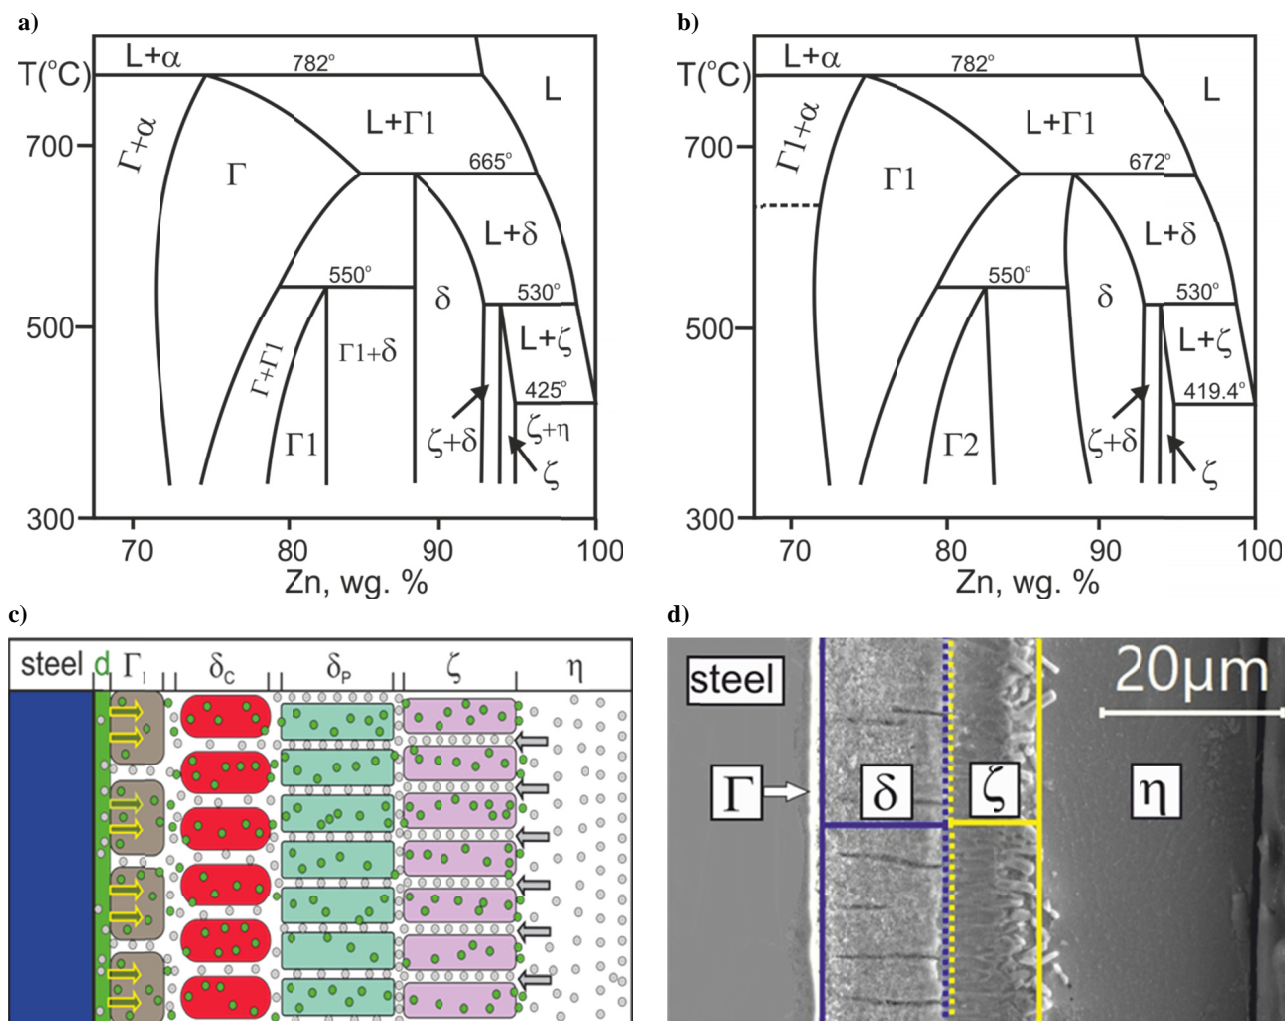 a)
T(°C)
700
500
300
70
80
90
100
Zn, wg. %
L+α
782°
L
Γ+α
Γ
L+Γ1
665°
L+δ
550°
δ
530°
Γ+Γ1
Γ1+δ
L+ζ
425°
Γ1
ζ+δ
ζ+η
ζ
b)
T(°C)
700
500
300
70
80
90
100
Zn, wg. %
L+α
782°
L
Γ1+α
Γ1
L+Γ1
672°
L+δ
550°
δ
530°
L+ζ
419.4°
Γ2
ζ+δ
ζ
c)
steel d Γ1 δC δP ζ η
d)
steel
20µm
Γ
δ
ζ
η